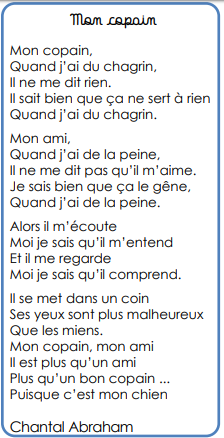 Mon copain
Mon copain,
Quand j'ai du chagrin,
Il ne me dit rien.
Il sait bien que ça ne sert à rien
Quand j'ai du chagrin.
Mon ami,
Quand j'ai de la peine,
Il ne me dit pas qu'il m'aime.
Je sais bien que ça le gêne,
Quand j'ai de la peine.
Alors il m'écoute
Moi je sais qu'il m'entend
Et il me regarde
Moi je sais qu'il comprend.
Il se met dans un coin
Ses yeux sont plus malheureux
Que les miens.
Mon copain, mon ami
Il est plus qu'un ami
Plus qu'un bon copain ...
Puisque c'est mon chien
Chantal Abraham